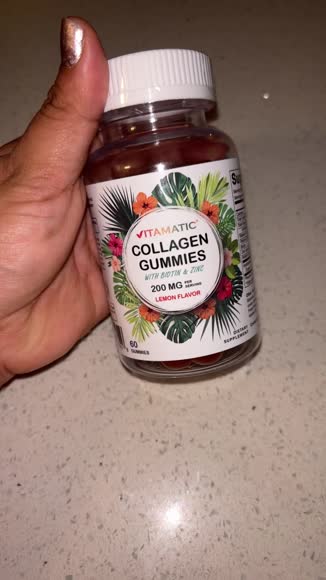 VITAMATIC®
COLLAGEN
GUMMIES
WITH BIOTIN & ZINC
200 MG PER SERVING
LEMON FLAVOR
60
GUMMIES
DIETARY
SUPPLEMENT